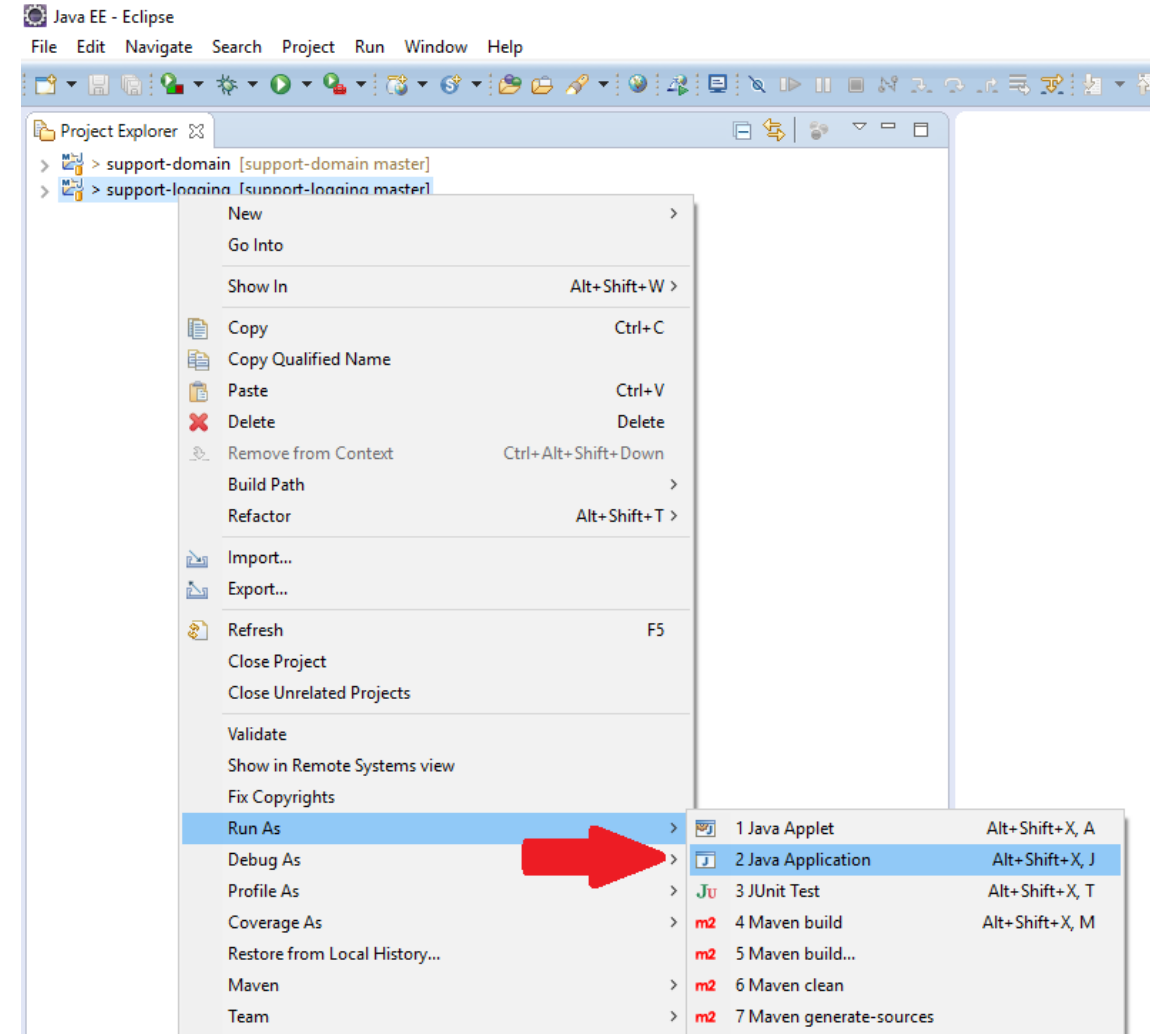 Java EE - Eclipse
File Edit Navigate Search Project Run Window Help
Project Explorer
> support-domain [support-domain master]
> support-logging [support-logging master]
New
Go Into
Show In Alt+Shift+W >
Copy Ctrl+C
Copy Qualified Name
Paste Ctrl+V
Delete Delete
Remove from Context Ctrl+Alt+Shift+Down
Build Path
Refactor Alt+Shift+T >
Import...
Export...
Refresh F5
Close Project
Close Unrelated Projects
Validate
Show in Remote Systems view
Fix Copyrights
Run As
1 Java Applet Alt+Shift+X, A
Debug As
2 Java Application Alt+Shift+X, J
Profile As
3 JUnit Test Alt+Shift+X, T
Coverage As
4 Maven build Alt+Shift+X, M
Restore from Local History...
5 Maven build...
Maven
6 Maven clean
Team
7 Maven generate-sources